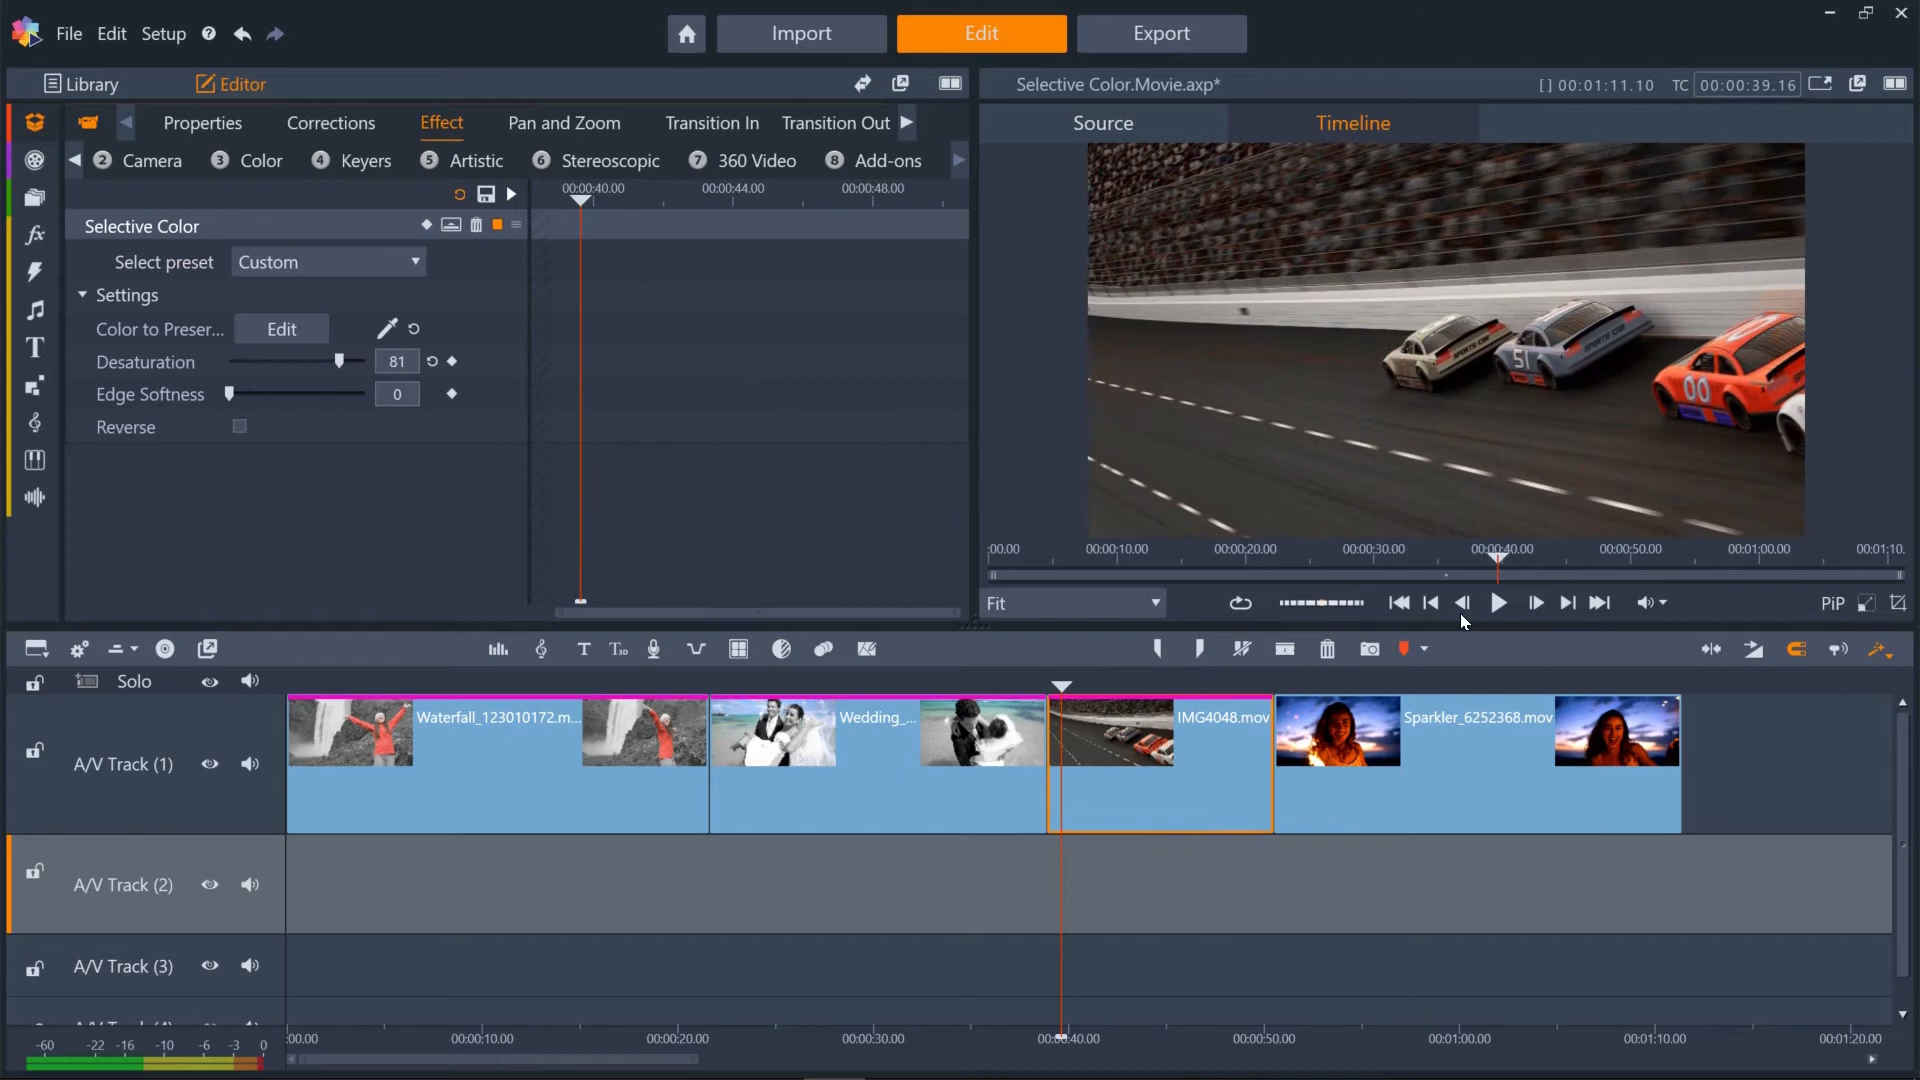 File Edit Setup ?
Import Edit Export
Library Editor
Selective Color.Movie.axp* [ ] 00:01:11.10 TC 00:00:39.16
Properties Corrections Effect Pan and Zoom Transition In Transition Out
Source Timeline
2 Camera 3 Color 4 Keyers 5 Artistic 6 Stereoscopic 7 360 Video 8 Add-ons
00:00:40.00 00:00:44.00 00:00:48.00
Selective Color
Select preset Custom
Settings
Color to Preser... Edit
Desaturation 81
Edge Softness 0
Reverse
SPORTS CAR
SPORTS CAR
51
00
:00.00 00:00:10.00 00:00:20.00 00:00:30.00 00:00:40.00 00:00:50.00 00:01:00.00 00:01:10.
Fit PiP
T T3D
Solo
A/V Track (1) Waterfall_123010172.m... Wedding_... IMG4048.mov Sparkler_6252368.mov
A/V Track (2)
A/V Track (3)
:00.00 00:00:10.00 00:00:20.00 00:00:30.00 00:00:40.00 00:00:50.00 00:01:00.00 00:01:10.00 00:01:20.00
-60 -22 -16 -10 -6 -3 0